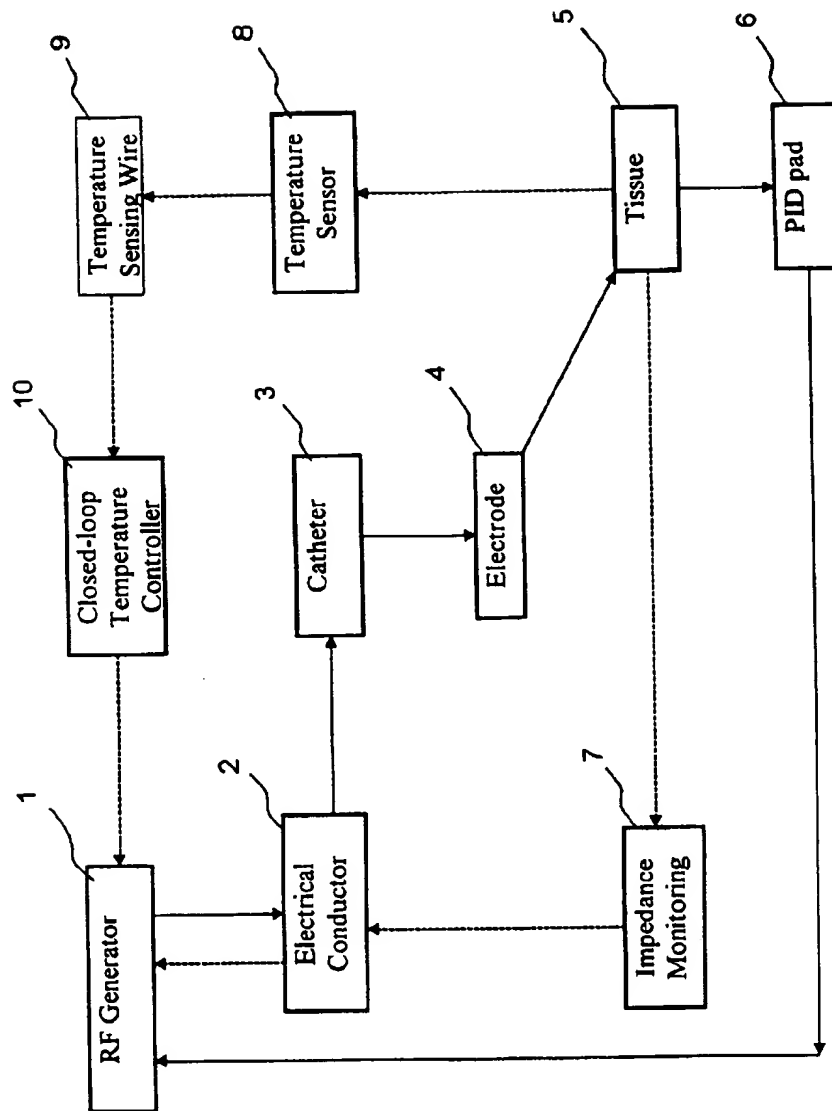 1
RF Generator
10
Closed-loop
Temperature
Controller
9
Temperature
Sensing Wire
2
Electrical
Conductor
3
Catheter
8
Temperature
Sensor
4
Electrode
7
Impedance
Monitoring
5
Tissue
6
PID pad